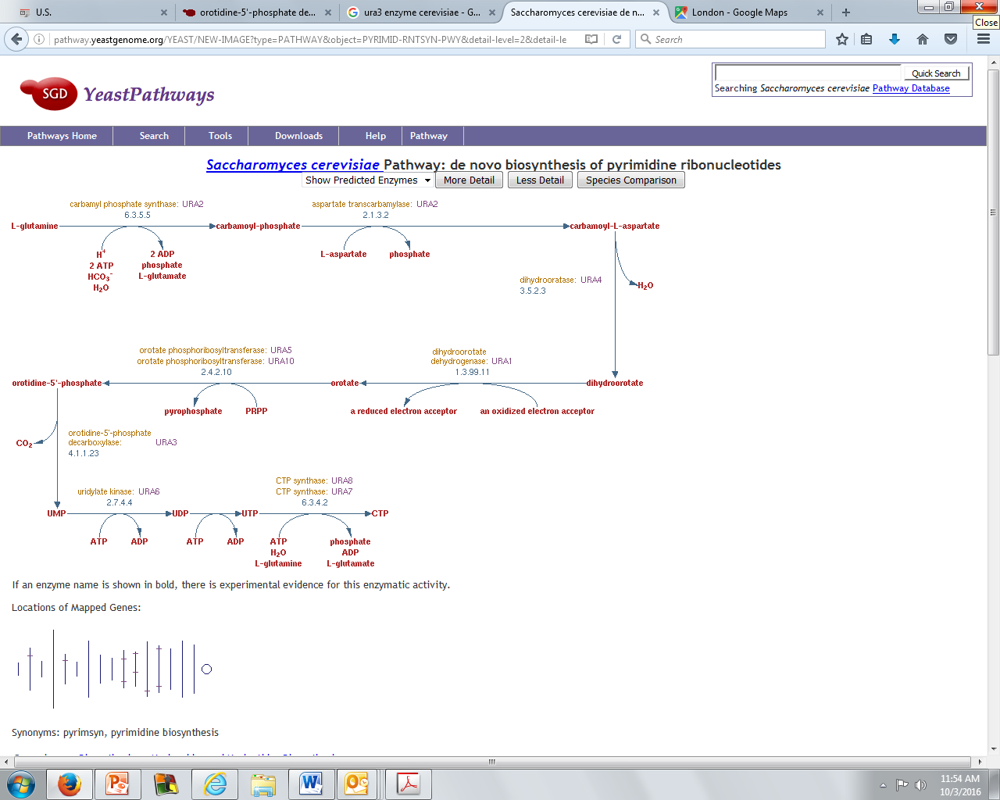 U.S.
orotidine-5'-phosphate de...
ura3 enzyme cerevisiae - G...
Saccharomyces cerevisiae de n...
London - Google Maps
Close
pathway.yeastgenome.org/YEAST/NEW-IMAGE?type=PATHWAY&object=PYRIMID-RNTSYN-PWY&detail-level=2&detail-le
Search
SGD YeastPathways
Quick Search
Searching Saccharomyces cerevisiae Pathway Database
Pathways Home Search Tools Downloads Help Pathway
Saccharomyces cerevisiae Pathway: de novo biosynthesis of pyrimidine ribonucleotides
Show Predicted Enzymes More Detail Less Detail Species Comparison
carbamyl phosphate synthase: URA2
6.3.5.5
aspartate transcarbamylase: URA2
2.1.3.2
L-glutamine carbamoyl-phosphate carbamoyl-L-aspartate
H+
2 ATP
HCO3-
H2O
2 ADP
phosphate
L-glutamate
L-aspartate phosphate
dihydrooratase: URA4
3.5.2.3
H2O
orotate phosphoribosyltransferase: URA5
orotate phosphoribosyltransferase: URA10
2.4.2.10
dihydroorotate
dehydrogenase: URA1
1.3.99.11
orotidine-5'-phosphate orotate dihydroorotate
pyrophosphate PRPP a reduced electron acceptor an oxidized electron acceptor
CO2
orotidine-5'-phosphate
decarboxylase: URA3
4.1.1.23
uridylate kinase: URA6
2.7.4.4
CTP synthase: URA8
CTP synthase: URA7
6.3.4.2
UMP UDP UTP CTP
ATP ADP ATP ADP
ATP
H2O
L-glutamine
phosphate
ADP
L-glutamate
If an enzyme name is shown in bold, there is experimental evidence for this enzymatic activity.
Locations of Mapped Genes:
Synonyms: pyrimsyn, pyrimidine biosynthesis
11:54 AM
10/3/2016